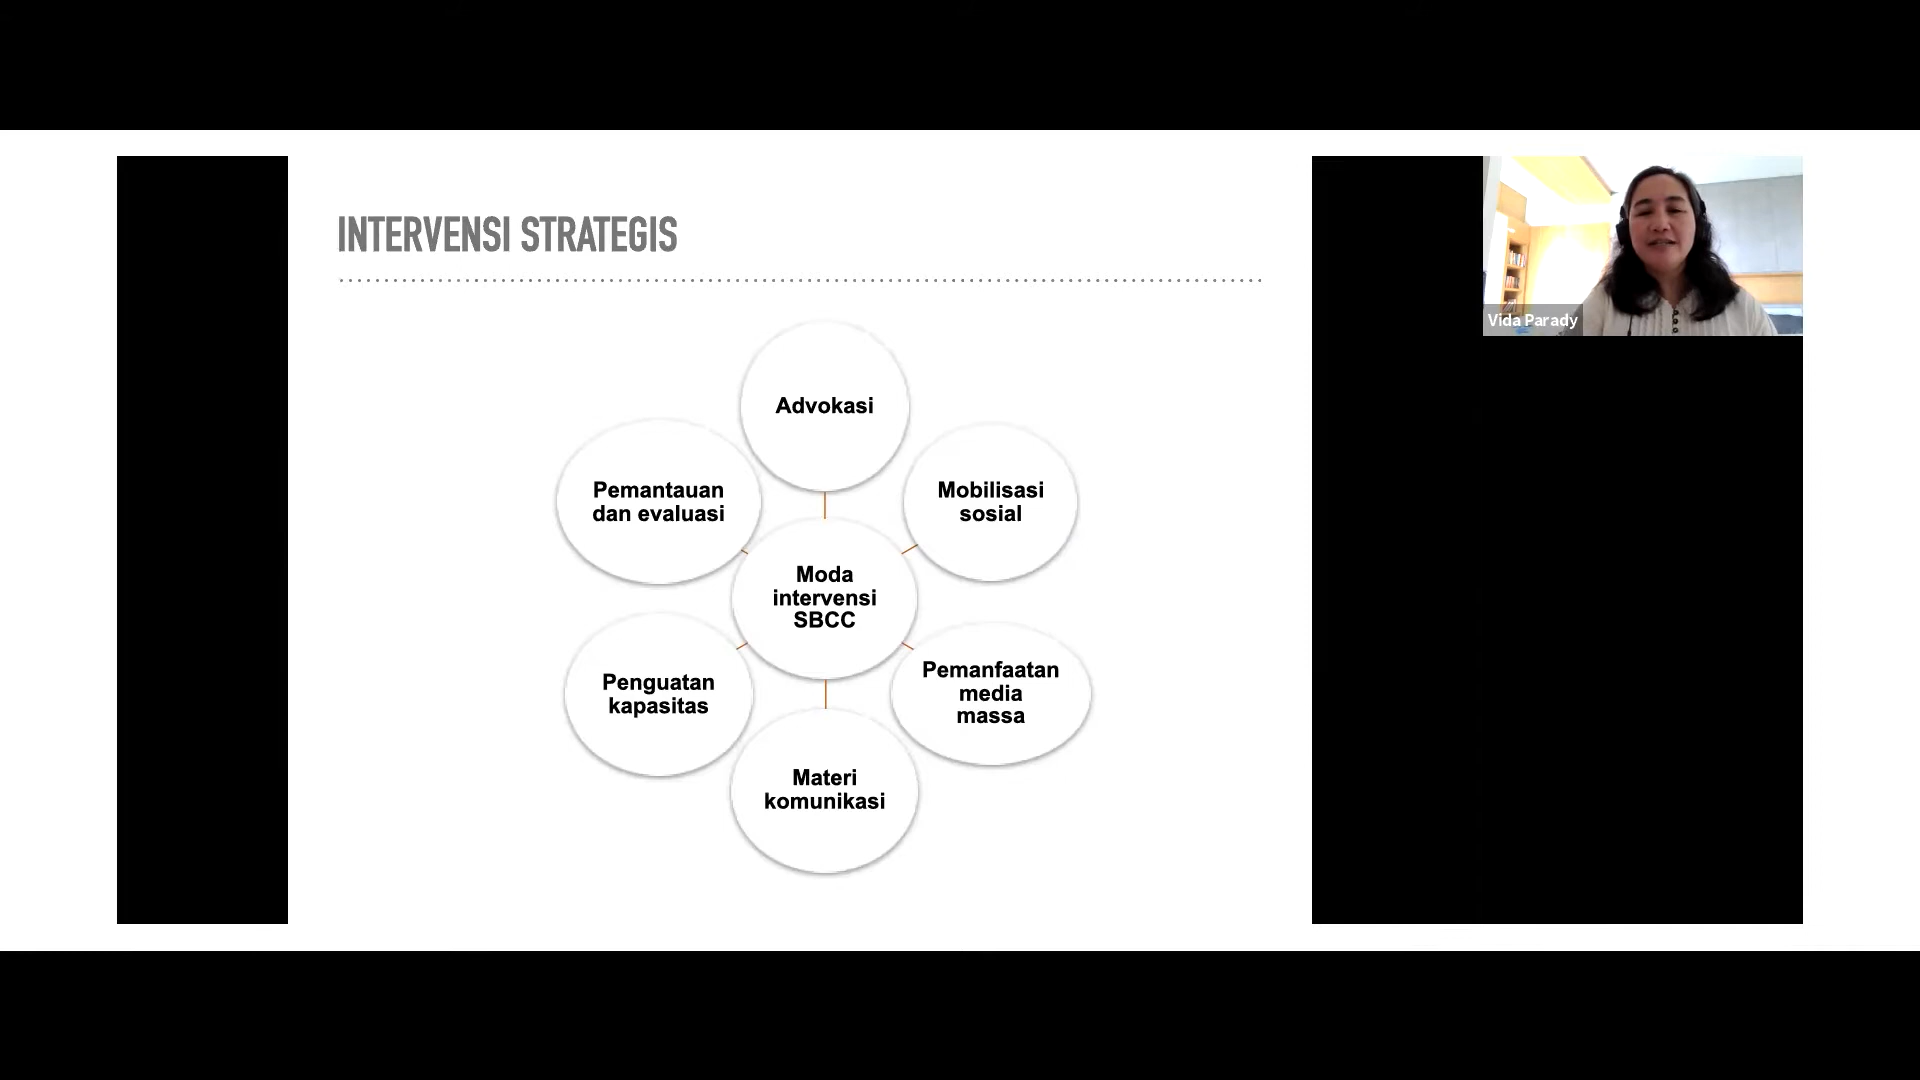 INTERVENSI STRATEGIS
Vida Parady
Advokasi
Pemantauan
dan evaluasi
Mobilisasi
sosial
Moda
intervensi
SBCC
Penguatan
kapasitas
Pemanfaatan
media
massa
Materi
komunikasi